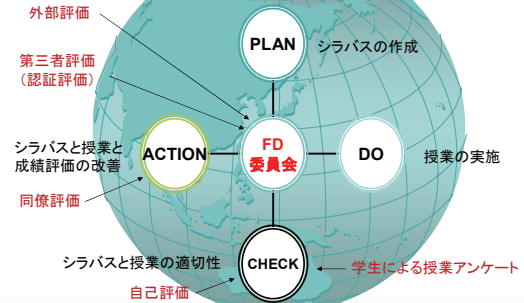 外部評価
PLAN
シラバスの作成
第三者評価
（認証評価）
シラバスと授業と
成績評価の改善
ACTION
FD
委員会
DO
授業の実施
同僚評価
シラバスと授業の適切性
CHECK
学生による授業アンケート
自己評価